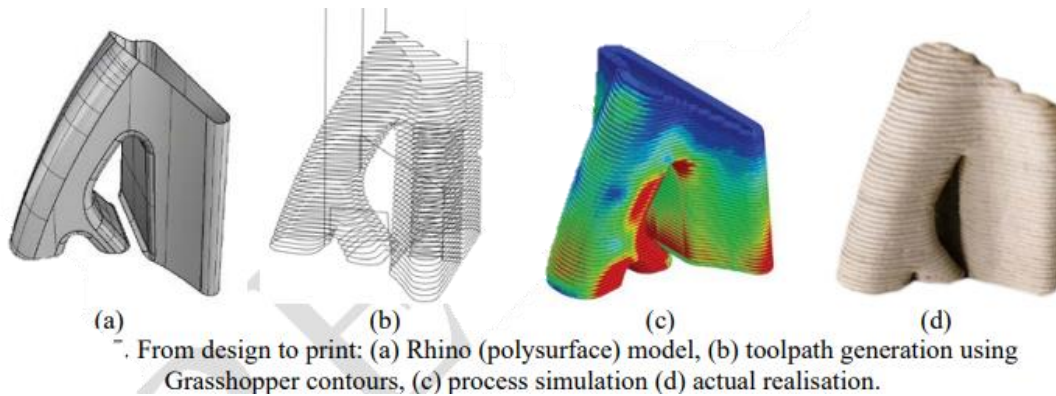 (a) (b) (c) (d)
. From design to print: (a) Rhino (polysurface) model, (b) toolpath generation using
Grasshopper contours, (c) process simulation (d) actual realisation.